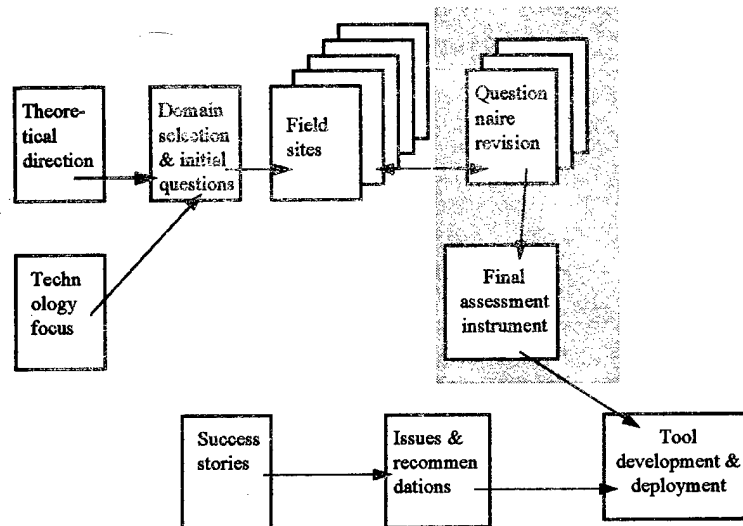 Theore-
tical
direction
Domain
selection
& initial
questions
Field
sites
Question
naire
revision
Techn
ology
focus
Final
assessment
instrument
Success
stories
Issues &
recommen
dations
Tool
development &
deployment